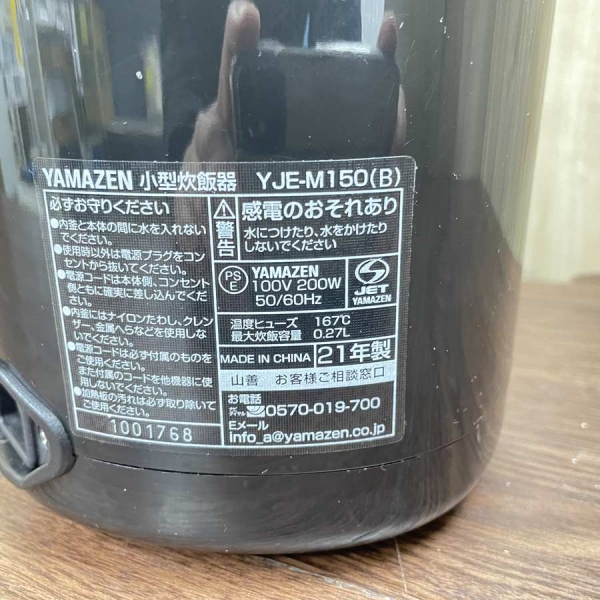 YAMAZEN 小型炊飯器 YJE-M150(B)
必ずお守りください
●内釜と本体の間に水を入れない
でください。
●使用時以外は電源プラグをコン
セントから抜いてください。
●電源コードは本体側、コンセント
側ともに確実に差し込んでくだ
さい。
●内釜にはナイロンたわし、クレン
ザー、金属へらなどを使用しな
いでください。
●電源コードは必ず付属のものを
ご使用ください。
また付属のコードを他機器に使
用しないでください。
●加熱板の汚れは必ず取り除いて
ご使用ください。
1001768
警告
感電のおそれあり
水につけたり、水をかけたり
しないでください
PS
E
YAMAZEN
100V 200W
50/60Hz
JET
YAMAZEN
温度ヒューズ 167℃
最大炊飯容量 0.27L
MADE IN CHINA 21年製
山善 お客様ご相談窓口
お電話
ナビダイヤル 0570-019-700
Eメール
info_a@yamazen.co.jp